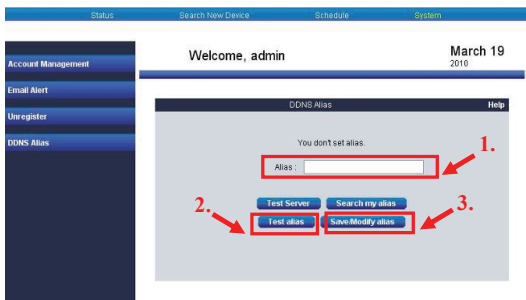 Status Search New Device Schedule System
Welcome, admin
March 19
2010
Account Management
Email Alert
Unregister
DDNS Alias
DDNS Alias Help
You don't set alias.
1.
Alias :
2.
Test Server Search my alias
3.
Test alias Save/Modify alias